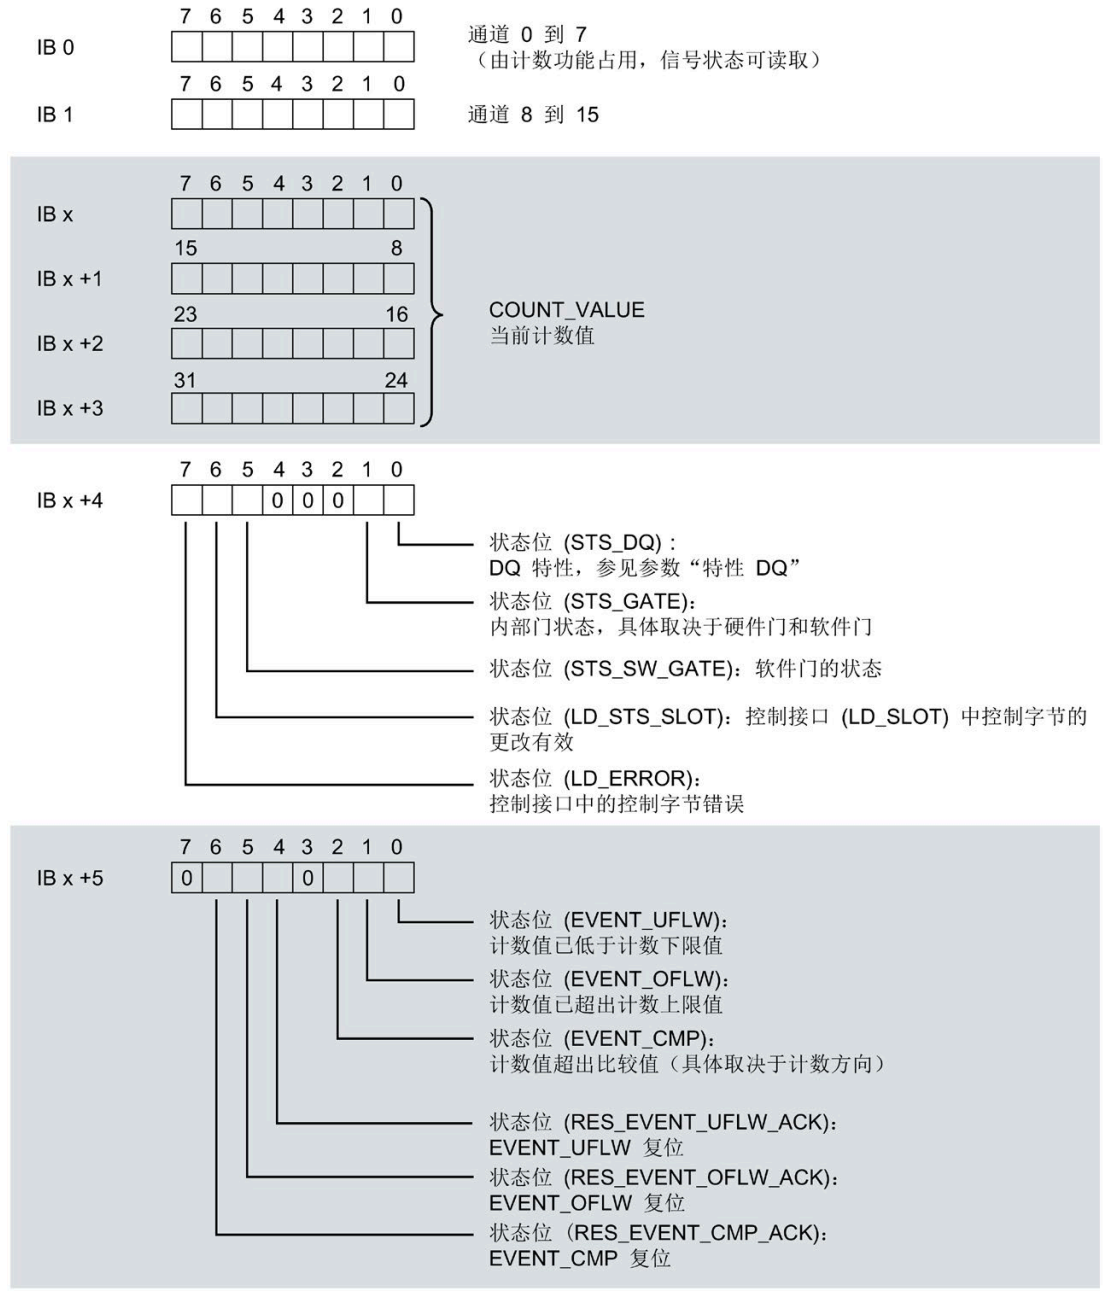 7 6 5 4 3 2 1 0
IB 0
通道 0 到 7
（由计数功能占用，信号状态可读取）
7 6 5 4 3 2 1 0
IB 1
通道 8 到 15
7 6 5 4 3 2 1 0
IB x
15 8
IB x +1
23 16
IB x +2
31 24
IB x +3
COUNT_VALUE
当前计数值
7 6 5 4 3 2 1 0
IB x +4
0 0 0
状态位 (STS_DQ)：
DQ 特性，参见参数“特性 DQ”
状态位 (STS_GATE)：
内部门状态，具体取决于硬件门和软件门
状态位 (STS_SW_GATE)：软件门的状态
状态位 (LD_STS_SLOT)：控制接口 (LD_SLOT) 中控制字节的
更改有效
状态位 (LD_ERROR)：
控制接口中的控制字节错误
7 6 5 4 3 2 1 0
IB x +5
0 0
状态位 (EVENT_UFLW)：
计数值已低于计数下限值
状态位 (EVENT_OFLW)：
计数值已超出计数上限值
状态位 (EVENT_CMP)：
计数值超出比较值（具体取决于计数方向）
状态位 (RES_EVENT_UFLW_ACK)：
EVENT_UFLW 复位
状态位 (RES_EVENT_OFLW_ACK)：
EVENT_OFLW 复位
状态位（RES_EVENT_CMP_ACK)：
EVENT_CMP 复位